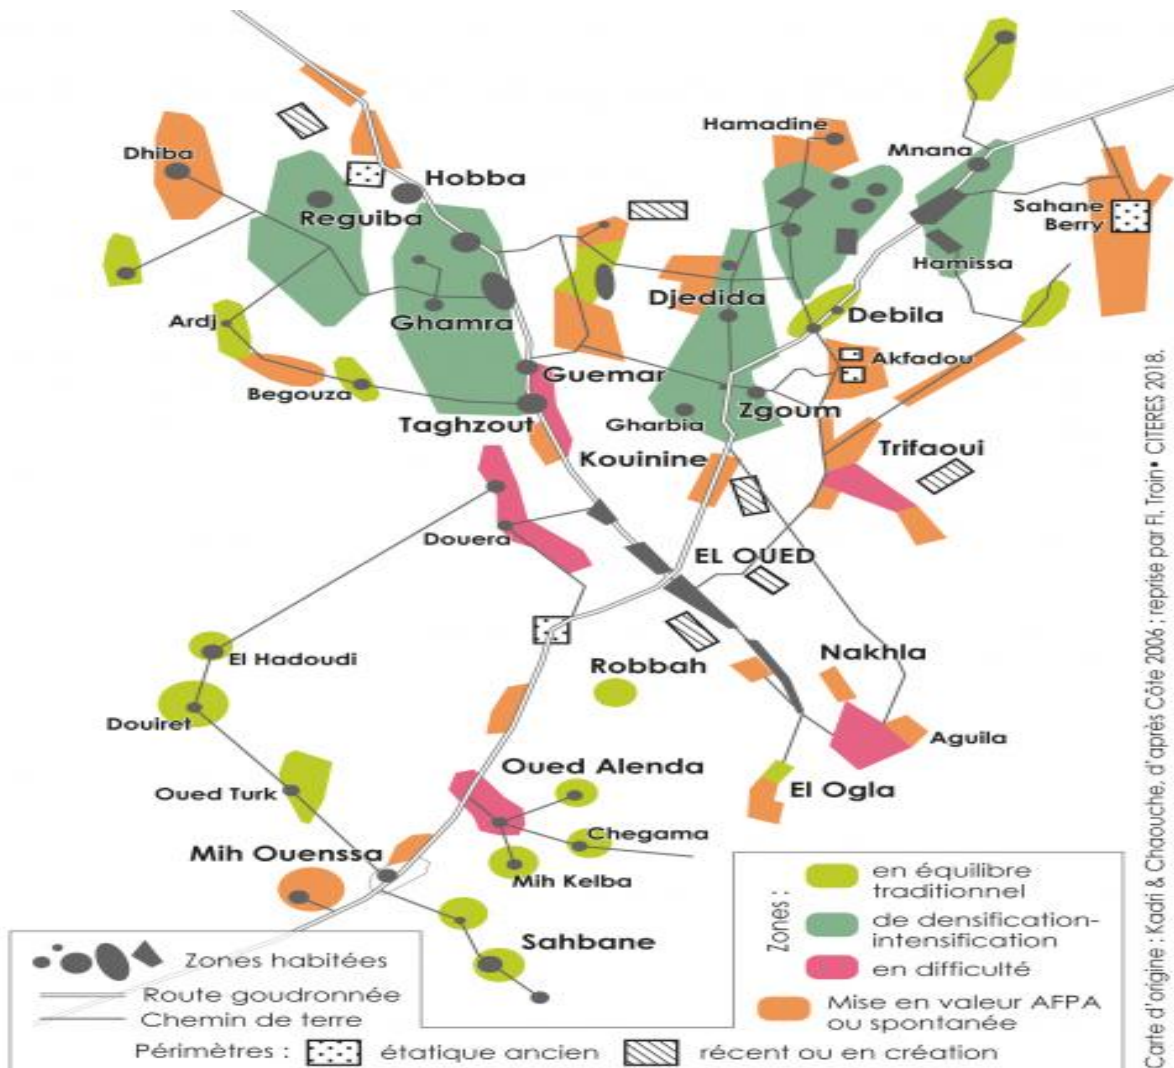 Hamadine
Mnana
Dhiba
Hobba
Reguiba
Sahane
Berry
Hamissa
Djedida
Ardj
Ghamra
Debila
Akfadou
Guemar
Begouza
Zgoum
Taghzout
Gharbia
Trifaoui
Kouinine
Douera
EL OUED
El Hadoudi
Robbah
Nakhla
Douiret
Aguila
Oued Alenda
El Ogla
Oued Turk
Chegama
Mih Ouenssa
Mih Kelba
Sahbane
Zones :
en équilibre
traditionnel
de densification-
intensification
en difficulté
Mise en valeur AFPA
ou spontanée
Zones habitées
Route goudronnée
Chemin de terre
Périmètres : étatique ancien récent ou en création
Carte d'origine : Kadri & Chaouche, d'après Côte 2006 ; reprise par Fl. Troin• CITERES 2018.